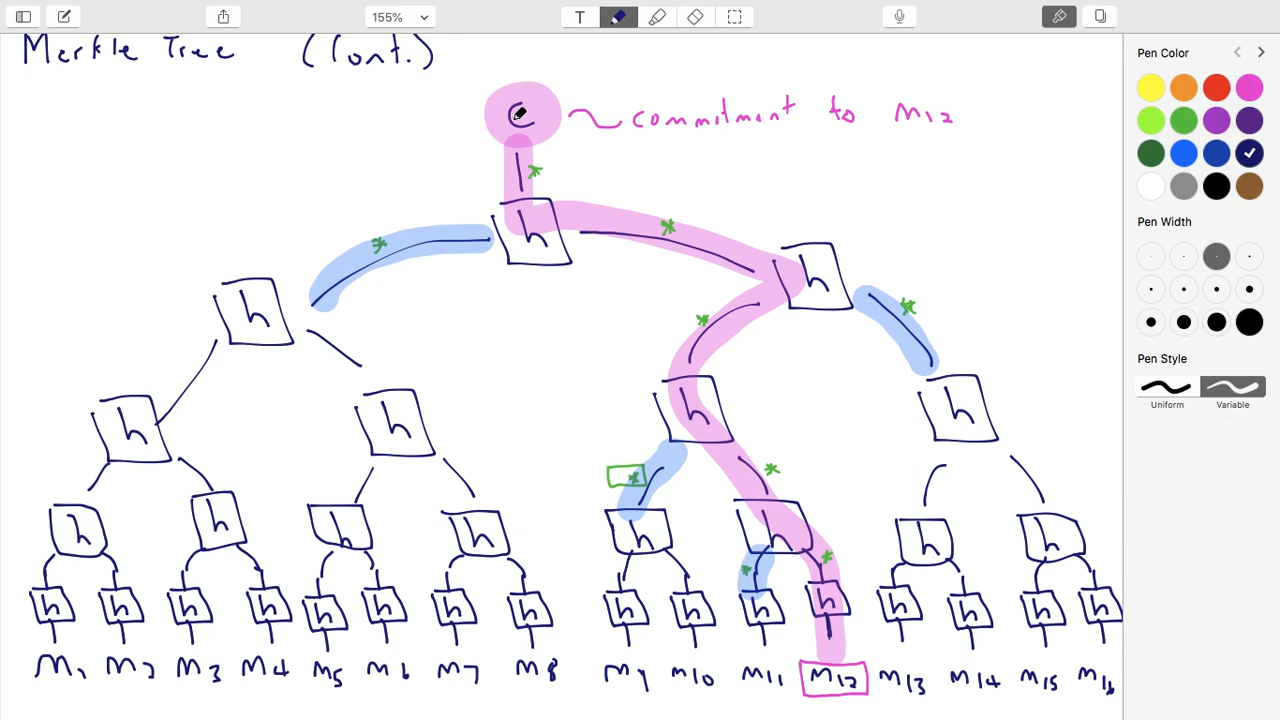 155%
T
Merkle Tree (Cont.)
Pen Color
C
commitment to m12
h
h
h
Pen Width
h h h h
Pen Style
Uniform Variable
h h h h h h h h
h h h h h h h h h h h h h h h h
M1 M2 M3 M4 M5 M6 M7 M8 M9 M10 M11 M12 M13 M14 M15 M16